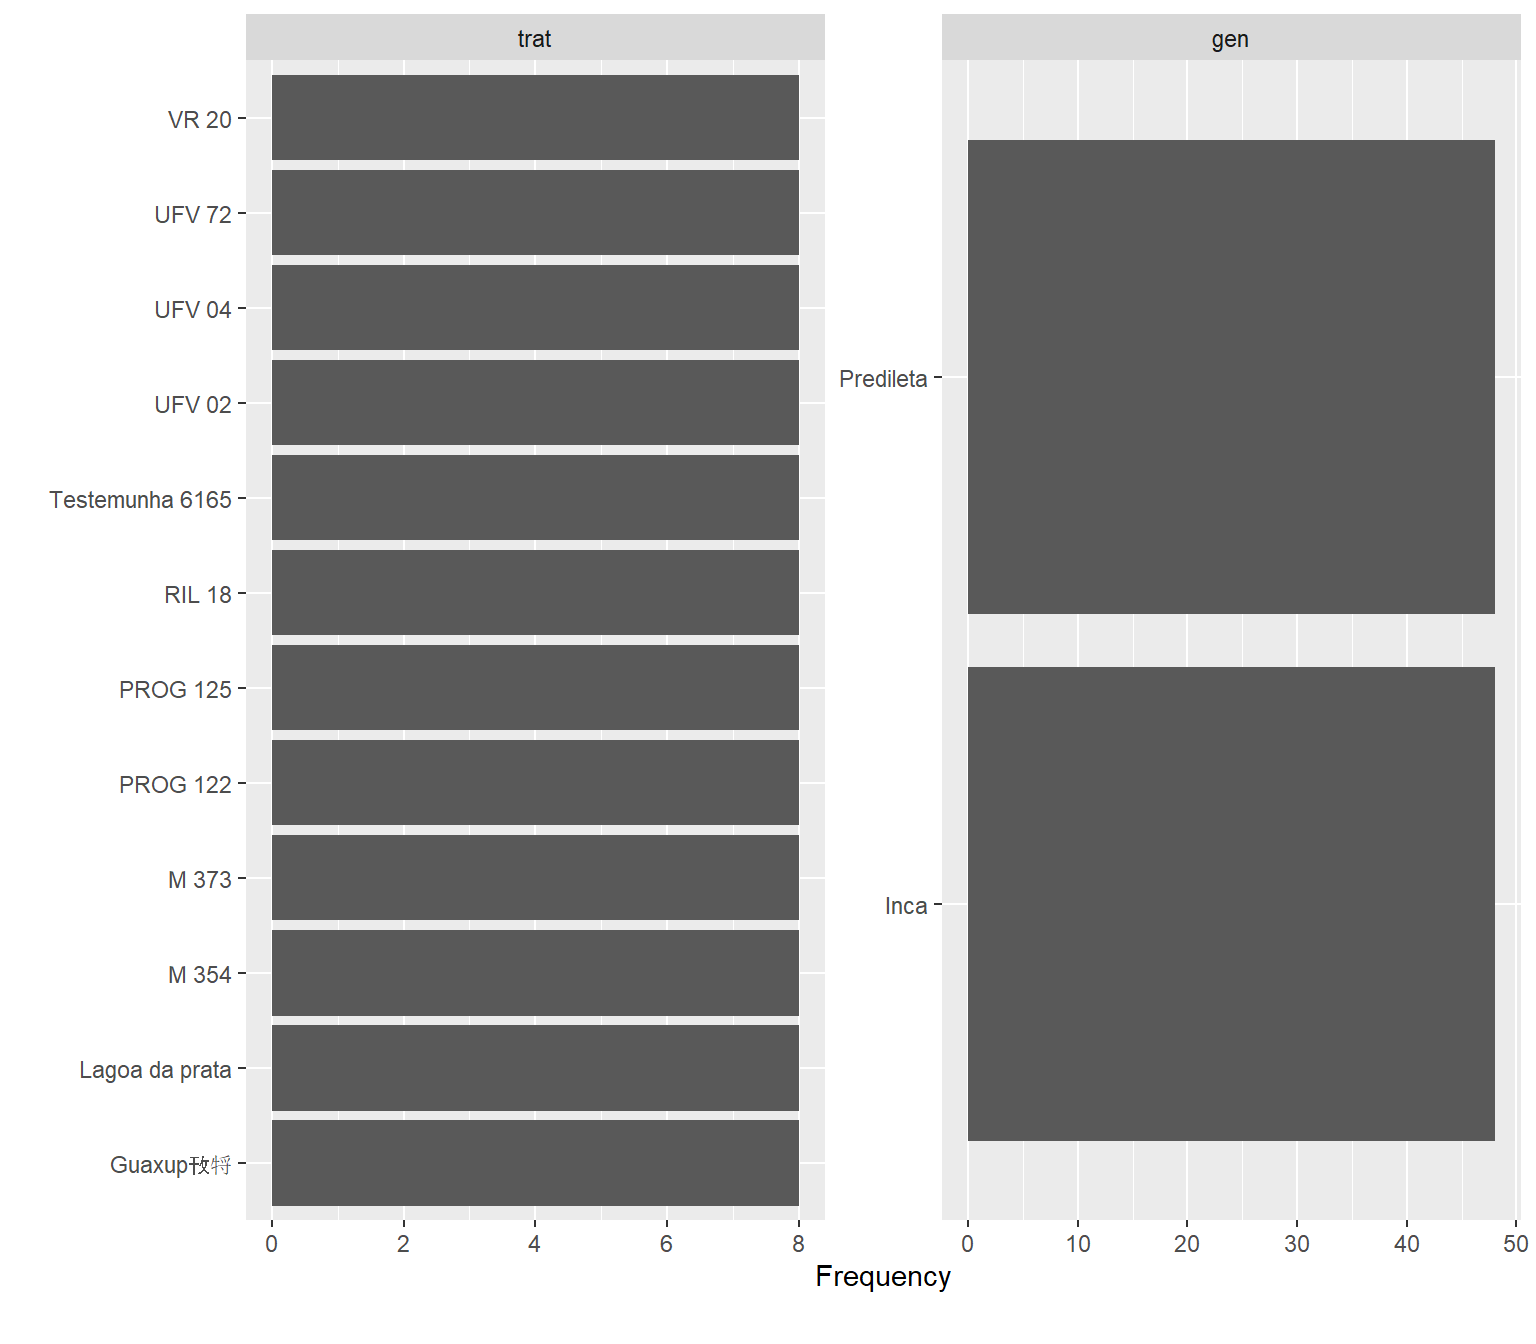 trat
VR 20
UFV 72
UFV 04
UFV 02
Testemunha 6165
RIL 18
PROG 125
PROG 122
M 373
M 354
Lagoa da prata
0 2 4 6 8
gen
Predileta
Inca
0 10 20 30 40 50
Frequency